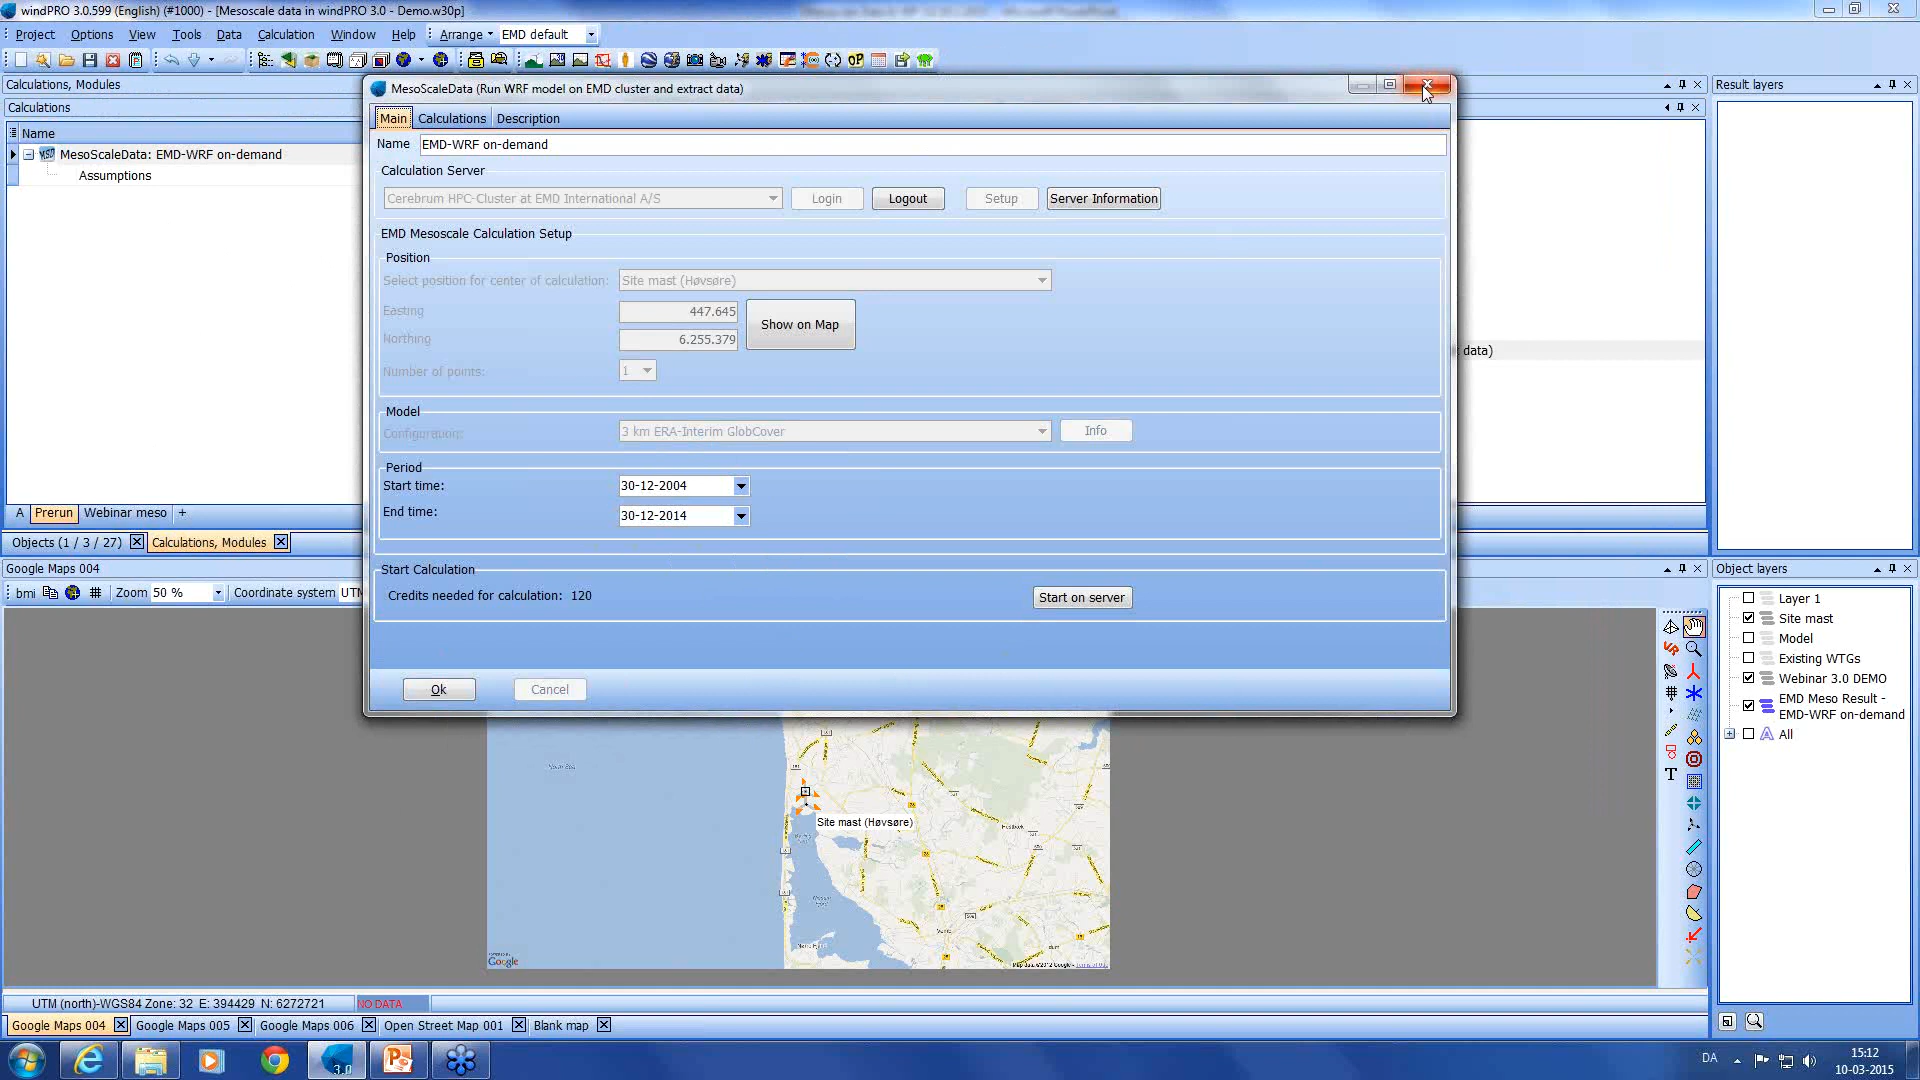 windPRO 3.0.599 (English) (#1000) - [Mesoscale data in windPRO 3.0 - Demo.w30p]
Project Options View Tools Data Calculation Window Help Arrange EMD default
Calculations, Modules
Result layers
Calculations
Name
MesoScaleData: EMD-WRF on-demand
Assumptions
MesoScaleData (Run WRF model on EMD cluster and extract data)
Main Calculations Description
Name EMD-WRF on-demand
Calculation Server
Cerebrum HPC-Cluster at EMD International A/S Login Logout Setup Server Information
EMD Mesoscale Calculation Setup
Position
Select position for center of calculation: Site mast (Høvsøre)
Easting 447.645
Show on Map
Northing 6.255.379
Number of points: 1
data)
Model
Configuration: 3 km ERA-Interim GlobCover Info
Period
Start time: 30-12-2004
End time: 30-12-2014
Start Calculation
Credits needed for calculation: 120 Start on server
Ok Cancel
A Prerun Webinar meso +
Objects (1 / 3 / 27) Calculations, Modules
Google Maps 004
bmi Zoom 50 % Coordinate system UTM
Object layers
Layer 1
Site mast
Model
Existing WTGs
Webinar 3.0 DEMO
EMD Meso Result -
EMD-WRF on-demand
All
T
Site mast (Høvsøre)
Google
UTM (north)-WGS84 Zone: 32 E: 394429 N: 6272721 NO DATA
Google Maps 004 Google Maps 005 Google Maps 006 Open Street Map 001 Blank map
3.0
DA
15:12
10-03-2015